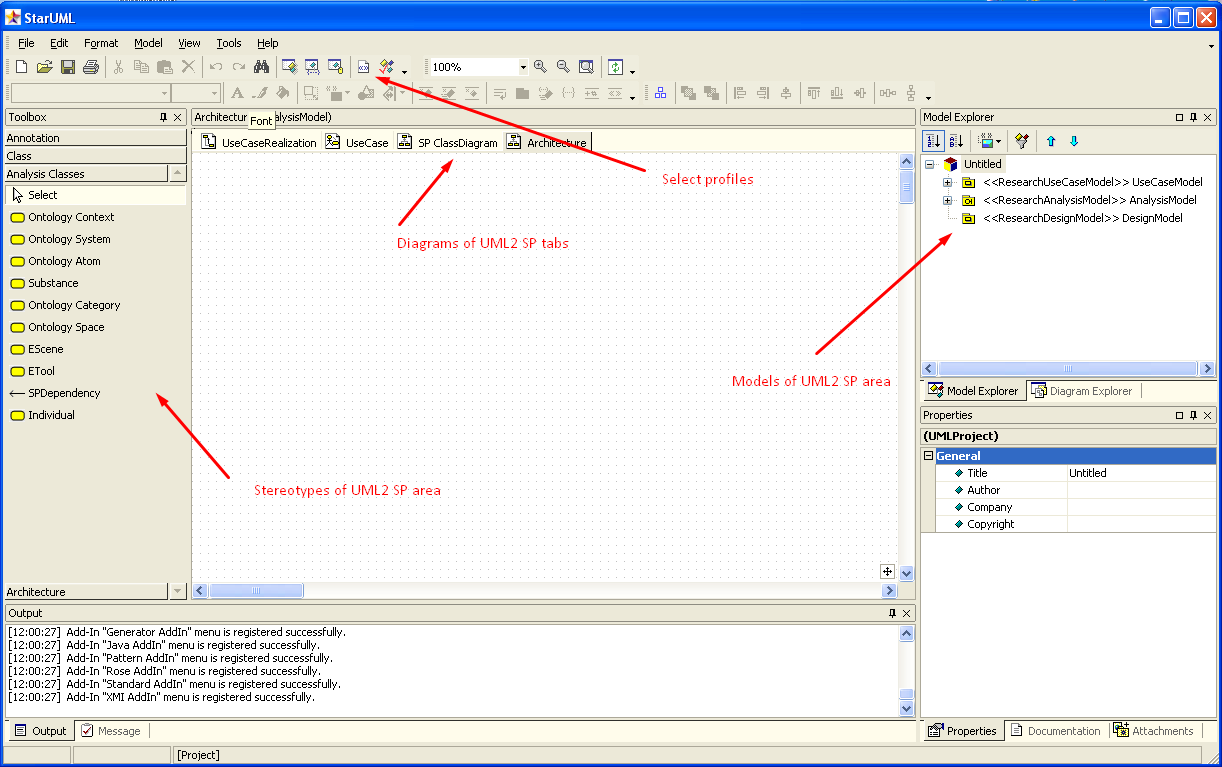 StarUML
File Edit Format Model View Tools Help
100%
Toolbox
Annotation
Class
Analysis Classes
Select
Ontology Context
Ontology System
Ontology Atom
Substance
Ontology Category
Ontology Space
EScene
ETool
SPDependency
Individual
Architecture
Architecture alysisModel)
Font
UseCaseRealization UseCase SP ClassDiagram Architecture
Select profiles
Diagrams of UML2 SP tabs
Models of UML2 SP area
Stereotypes of UML2 SP area
Model Explorer
Untitled
<<ResearchUseCaseModel>> UseCaseModel
<<ResearchAnalysisModel>> AnalysisModel
<<ResearchDesignModel>> DesignModel
Model Explorer Diagram Explorer
Properties
(UMLProject)
General
Title Untitled
Author
Company
Copyright
Properties Documentation Attachments
Output
[12:00:27] Add-In "Generator AddIn" menu is registered successfully.
[12:00:27] Add-In "Java AddIn" menu is registered successfully.
[12:00:27] Add-In "Pattern AddIn" menu is registered successfully.
[12:00:27] Add-In "Rose AddIn" menu is registered successfully.
[12:00:27] Add-In "Standard AddIn" menu is registered successfully.
[12:00:27] Add-In "XMI AddIn" menu is registered successfully.
Output Message
[Project]